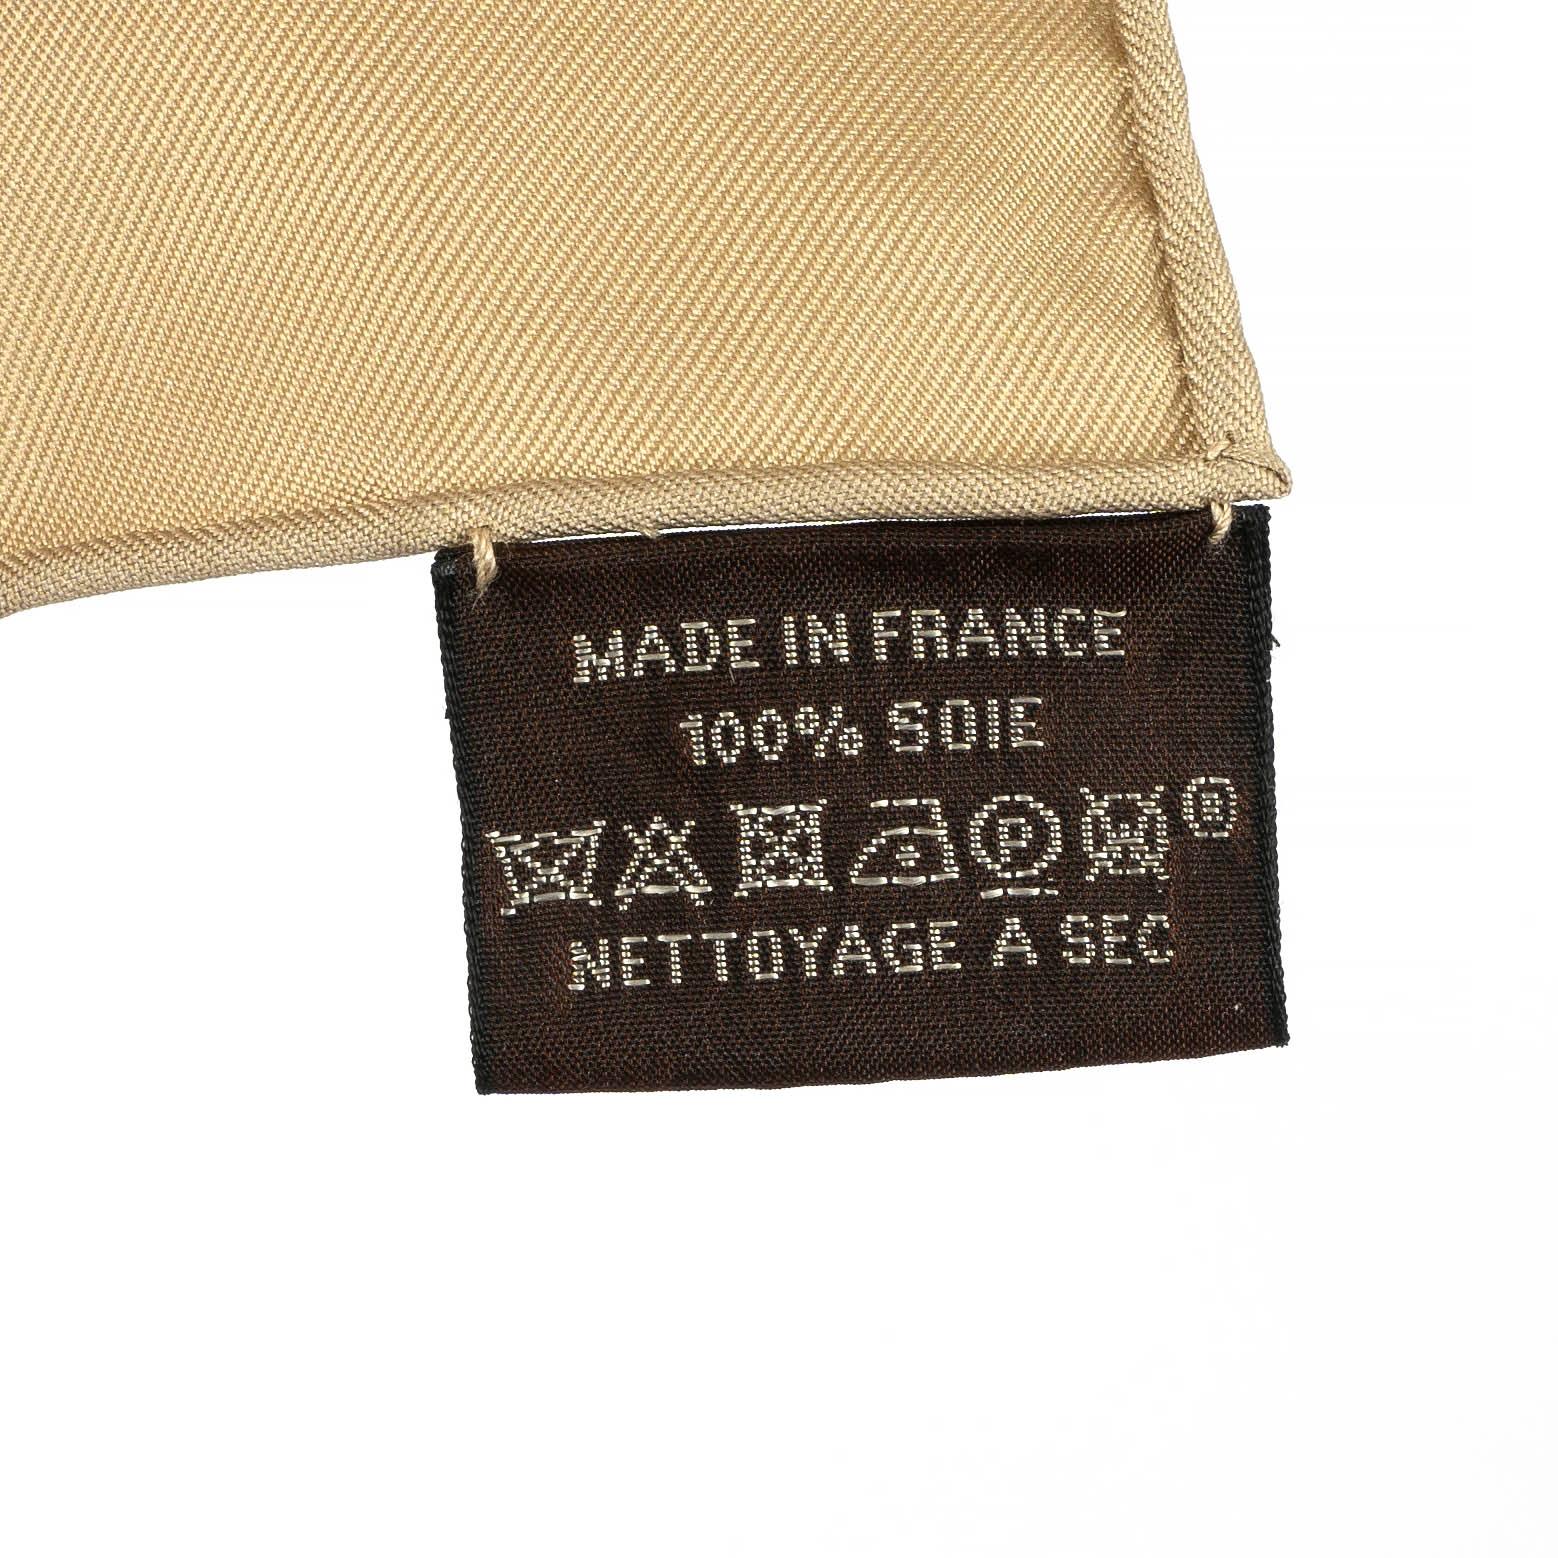 MADE IN FRANCE
100% SOIE
P W ®
NETTOYAGE A SEC